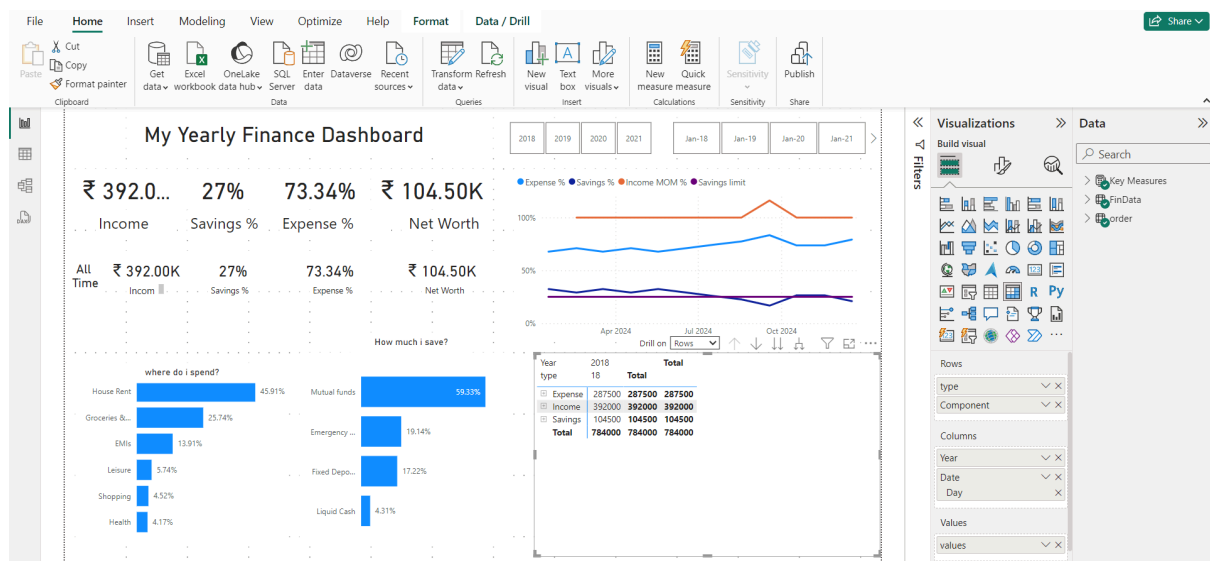 File Home Insert Modeling View Optimize Help Format Data / Drill Share
Paste
Cut
Copy
Format painter
Clipboard
Get data
Excel workbook
OneLake data hub
SQL Server
Enter data
Dataverse
Recent sources
Data
Transform data
Refresh
Queries
New visual
Text box
More visuals
Insert
New measure
Quick measure
Calculations
Sensitivity
Sensitivity
Publish
Share
My Yearly Finance Dashboard
2018 2019 2020 2021
Jan-18 Jan-19 Jan-20 Jan-21
₹ 392.0... 27% 73.34% ₹ 104.50K
Income Savings % Expense % Net Worth
All Time
₹ 392.00K 27% 73.34% ₹ 104.50K
Incom Savings % Expense % Net Worth
Expense % Savings % Income MOM % Savings limit
100%
50%
0%
Apr 2024 Jul 2024 Oct 2024
where do i spend?
House Rent 45.91%
Groceries &... 25.74%
EMIs 13.91%
Leisure 5.74%
Shopping 4.52%
Health 4.17%
How much i save?
Mutual funds 59.33%
Emergency ... 19.14%
Fixed Depo... 17.22%
Liquid Cash 4.31%
Drill on Rows
Year 2018 Total
type 18 Total
Expense 287500 287500 287500
Income 392000 392000 392000
Savings 104500 104500 104500
Total 784000 784000 784000
Filters
Visualizations
Build visual
123
R Py
Rows
type
Component
Columns
Year
Date
Day
Values
values
Data
Search
Key Measures
FinData
order